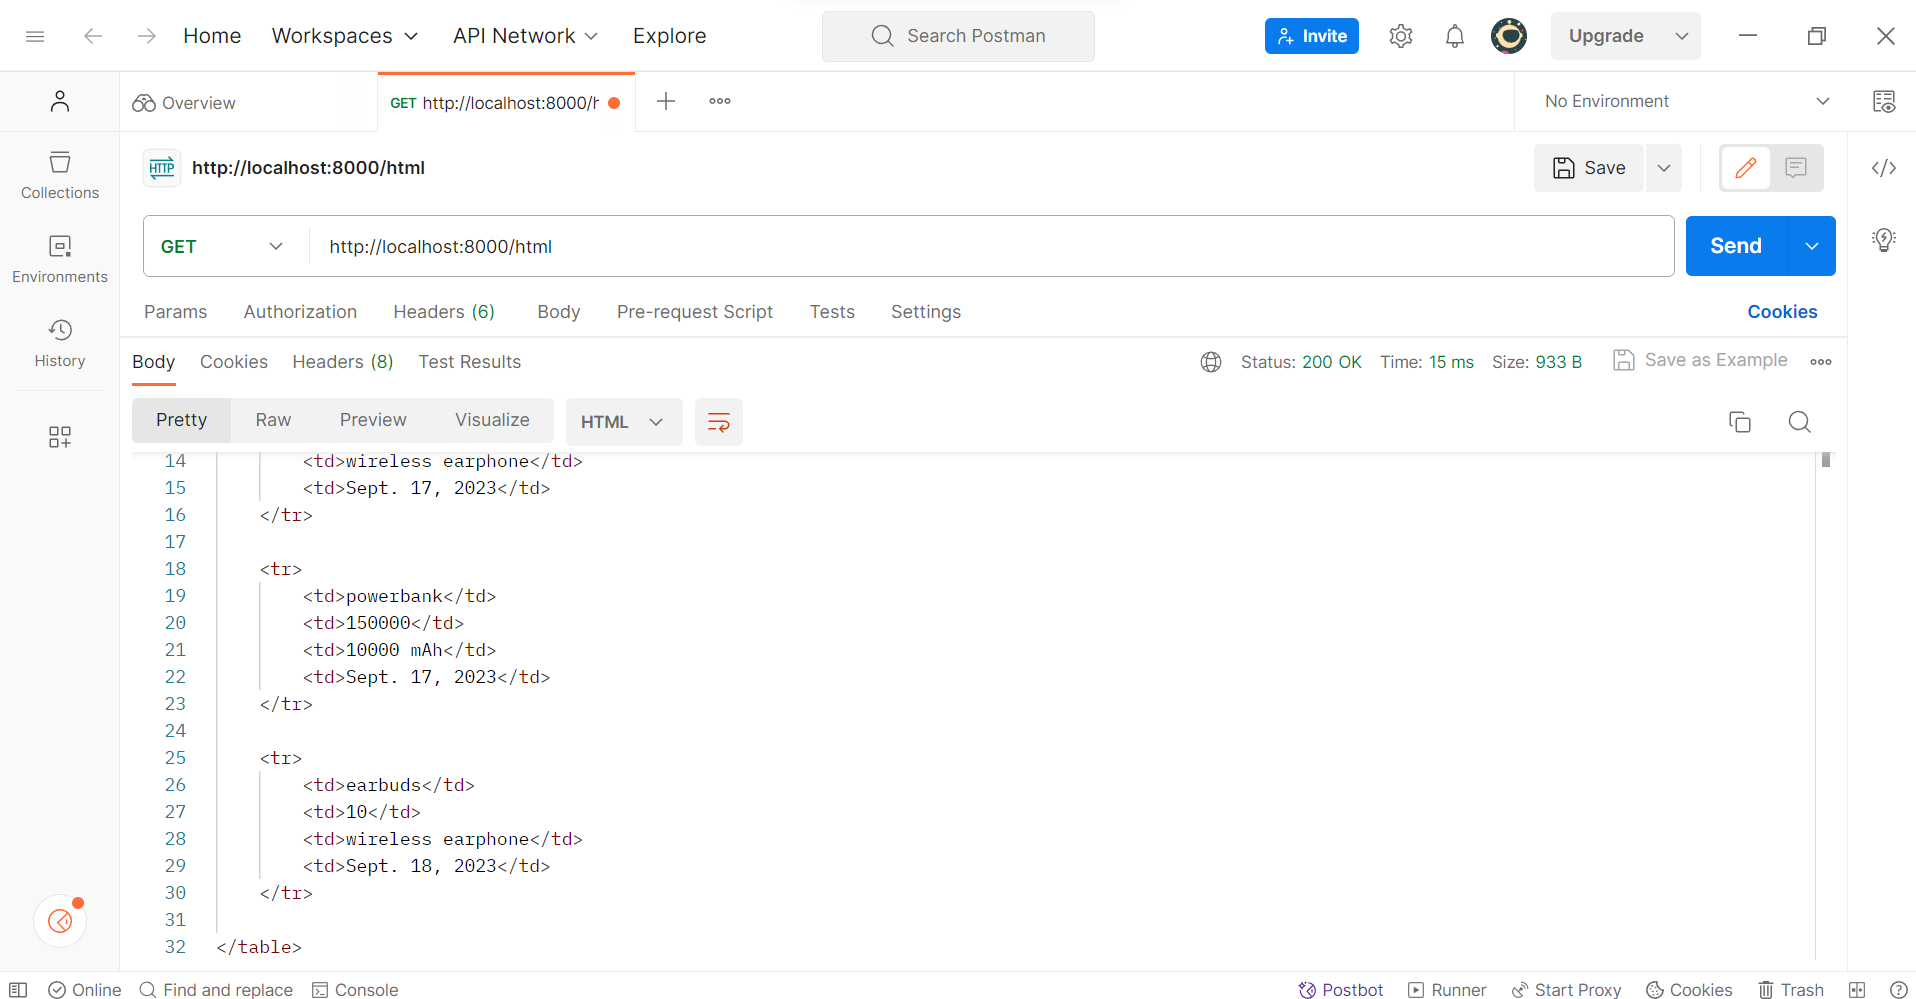 Home Workspaces API Network Explore Search Postman Invite Upgrade
Overview GET http://localhost:8000/h No Environment
HTTP http://localhost:8000/html Save
Collections
GET http://localhost:8000/html Send
Environments
Params Authorization Headers (6) Body Pre-request Script Tests Settings Cookies
History
Body Cookies Headers (8) Test Results Status: 200 OK Time: 15 ms Size: 933 B Save as Example
Pretty Raw Preview Visualize HTML
14 <td>wireless earphone</td>
15 <td>Sept. 17, 2023</td>
16 </tr>
17
18 <tr>
19 <td>powerbank</td>
20 <td>150000</td>
21 <td>10000 mAh</td>
22 <td>Sept. 17, 2023</td>
23 </tr>
24
25 <tr>
26 <td>earbuds</td>
27 <td>10</td>
28 <td>wireless earphone</td>
29 <td>Sept. 18, 2023</td>
30 </tr>
31
32 </table>
Online Find and replace Console Postbot Runner Start Proxy Cookies Trash